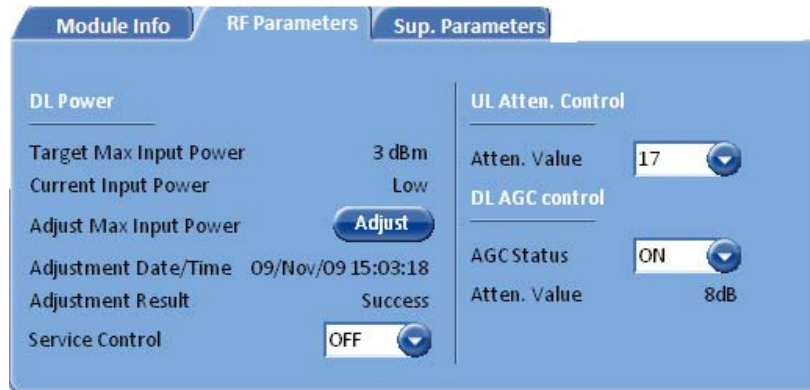 Module Info RF Parameters Sup. Parameters
DL Power
Target Max Input Power 3 dBm
Current Input Power Low
Adjust Max Input Power Adjust
Adjustment Date/Time 09/Nov/09 15:03:18
Adjustment Result Success
Service Control OFF
UL Atten. Control
Atten. Value 17
DL AGC control
AGC Status ON
Atten. Value 8dB